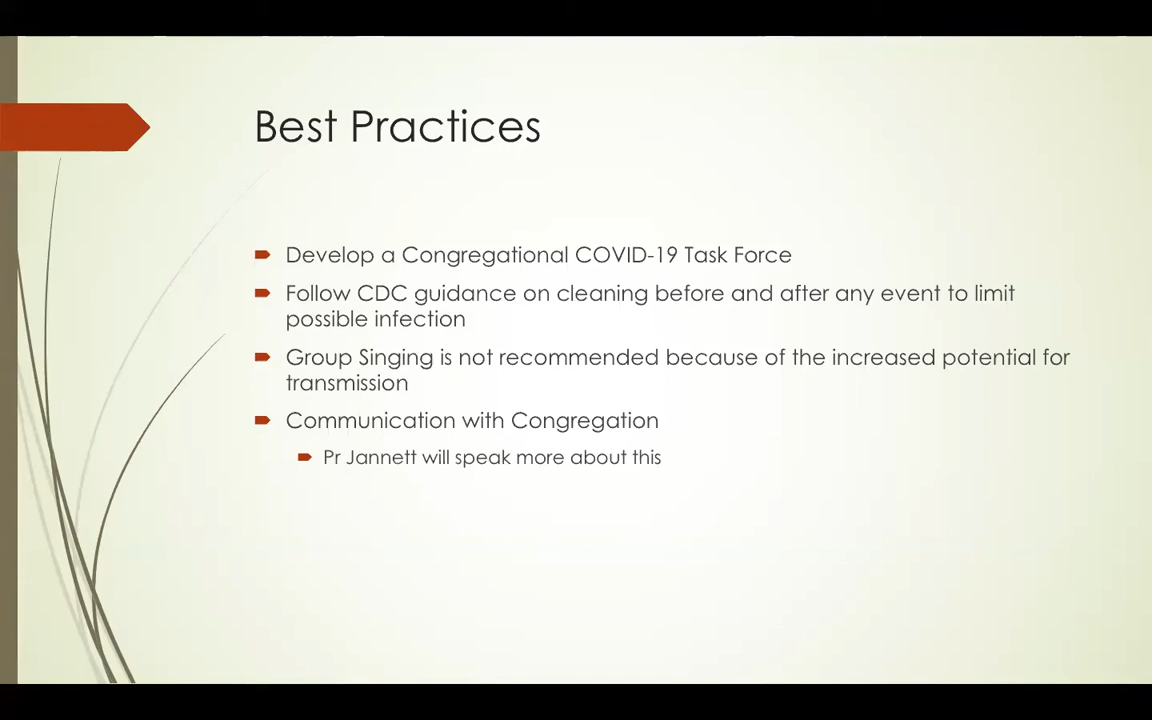 Best Practices
Develop a Congregational COVID-19 Task Force
Follow CDC guidance on cleaning before and after any event to limit
possible infection
Group Singing is not recommended because of the increased potential for
transmission
Communication with Congregation
Pr Jannett will speak more about this